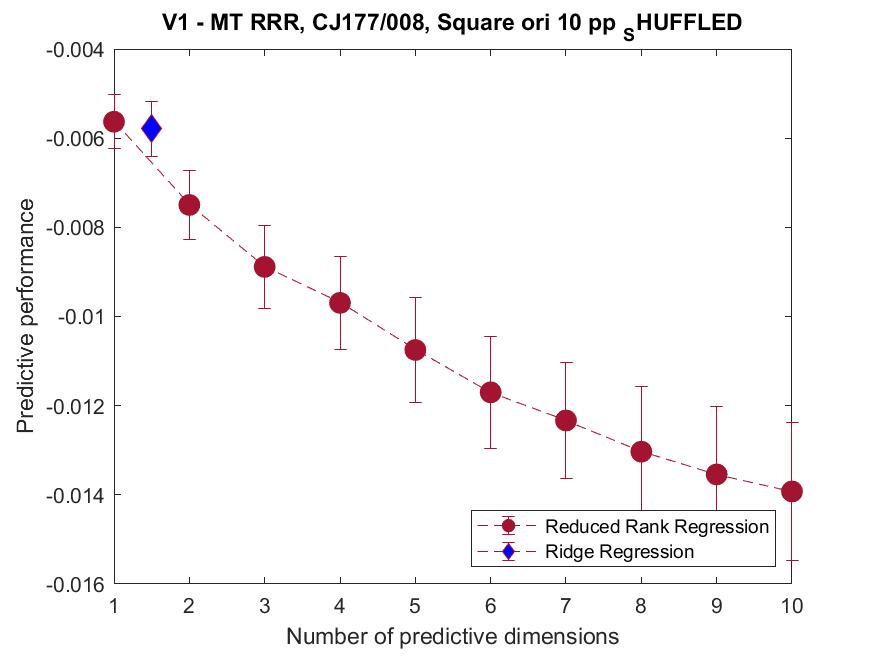 V1 - MT RRR, CJ177/008, Square ori 10 pp SHUFFLED
-0.004
-0.006
-0.008
-0.01
-0.012
-0.014
-0.016
Predictive performance
Reduced Rank Regression
Ridge Regression
1 2 3 4 5 6 7 8 9 10
Number of predictive dimensions